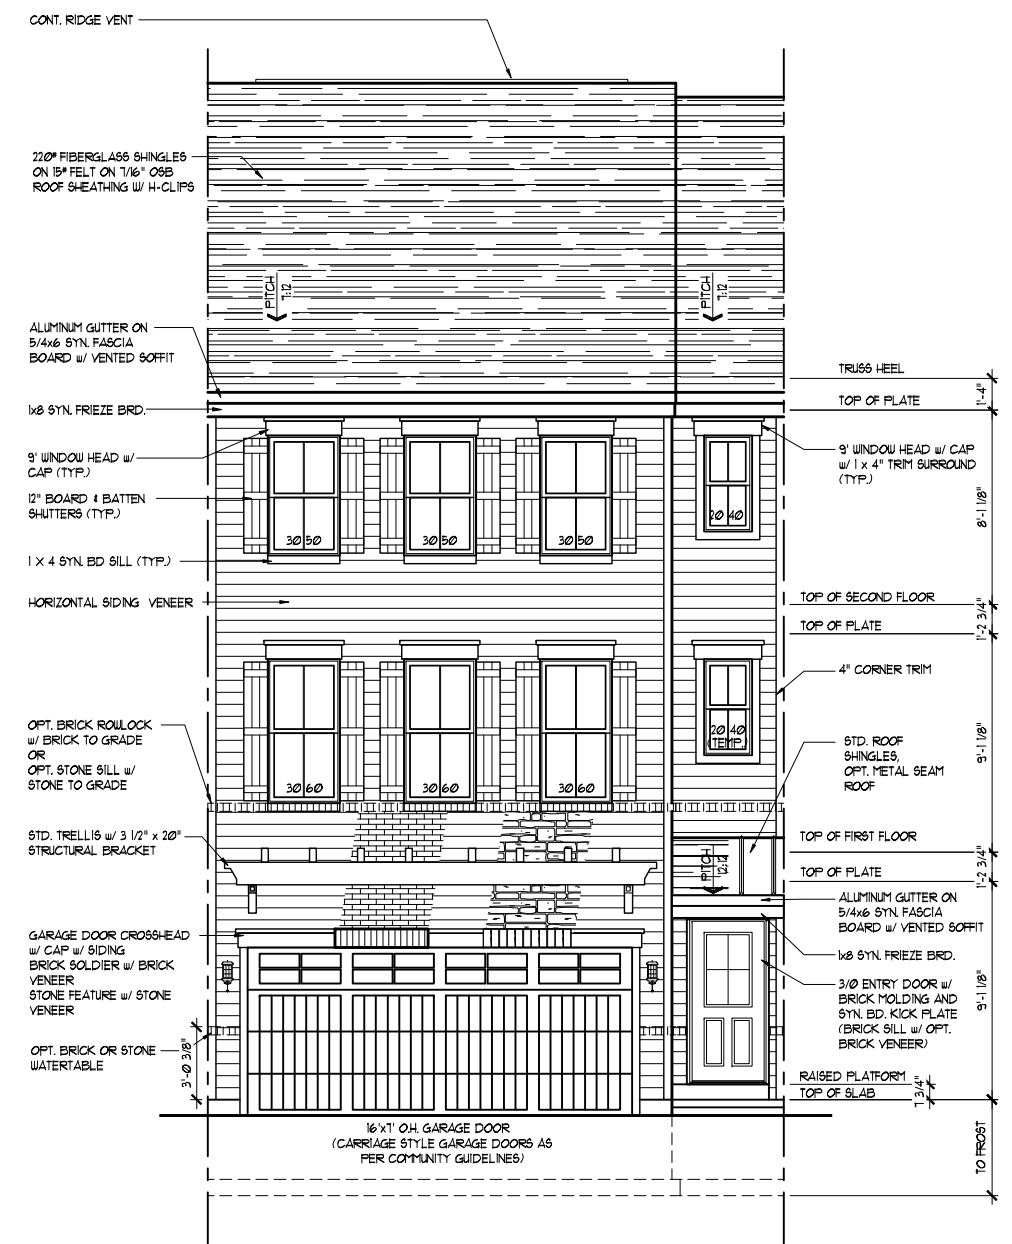 CONT. RIDGE VENT
220# FIBERGLASS SHINGLES
ON 15# FELT ON 7/16" OSB
ROOF SHEATHING W/ H-CLIPS
PITCH
7:12
PITCH
7:12
ALUMINUM GUTTER ON
5/4x6 SYN. FASCIA
BOARD w/ VENTED SOFFIT
1x8 SYN. FRIEZE BRD.
9' WINDOW HEAD w/
CAP (TYP.)
12" BOARD & BATTEN
SHUTTERS (TYP.)
1 X 4 SYN. BD SILL (TYP.)
HORIZONTAL SIDING VENEER
OPT. BRICK ROWLOCK
w/ BRICK TO GRADE
OR
OPT. STONE SILL w/
STONE TO GRADE
STD. TRELLIS w/ 3 1/2" x 20"
STRUCTURAL BRACKET
GARAGE DOOR CROSSHEAD
w/ CAP w/ SIDING
BRICK SOLDIER w/ BRICK
VENEER
STONE FEATURE w/ STONE
VENEER
OPT. BRICK OR STONE
WATERTABLE
3'-0 3/8"
30 50
30 50
30 50
20 40
30 60
30 60
30 60
20 40
(TEMP.)
PITCH
12:12
16'x7' O.H. GARAGE DOOR
(CARRIAGE STYLE GARAGE DOORS AS
PER COMMUNITY GUIDELINES)
TRUSS HEEL
1'-4"
TOP OF PLATE
9' WINDOW HEAD w/ CAP
w/ 1 x 4" TRIM SURROUND
(TYP.)
8'-1 1/8"
TOP OF SECOND FLOOR
1'-2 3/4"
TOP OF PLATE
4" CORNER TRIM
9'-1 1/8"
STD. ROOF
SHINGLES,
OPT. METAL SEAM
ROOF
TOP OF FIRST FLOOR
1'-2 3/4"
TOP OF PLATE
ALUMINUM GUTTER ON
5/4x6 SYN. FASCIA
BOARD w/ VENTED SOFFIT
1x8 SYN. FRIEZE BRD.
3/0 ENTRY DOOR w/
BRICK MOLDING AND
SYN. BD. KICK PLATE
(BRICK SILL w/ OPT.
BRICK VENEER)
9'-1 1/8"
RAISED PLATFORM
TOP OF SLAB
7 3/4"
TO FROST